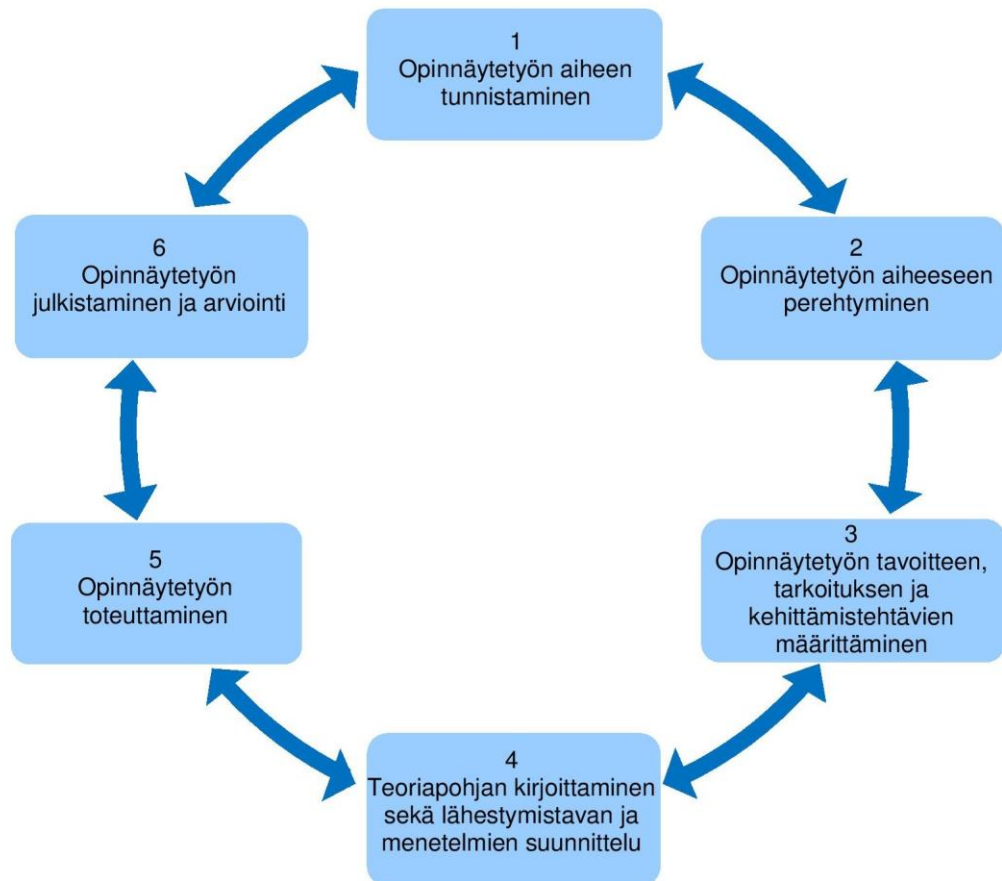 1
Opinnäytetyön aiheen
tunnistaminen
2
Opinnäytetyön aiheeseen
perehtyminen
3
Opinnäytetyön tavoitteen,
tarkoituksen ja
kehittämistehtävien
määrittäminen
4
Teoriapohjan kirjoittaminen
sekä lähestymistavan ja
menetelmien suunnittelu
5
Opinnäytetyön
toteuttaminen
6
Opinnäytetyön
julkistaminen ja arviointi